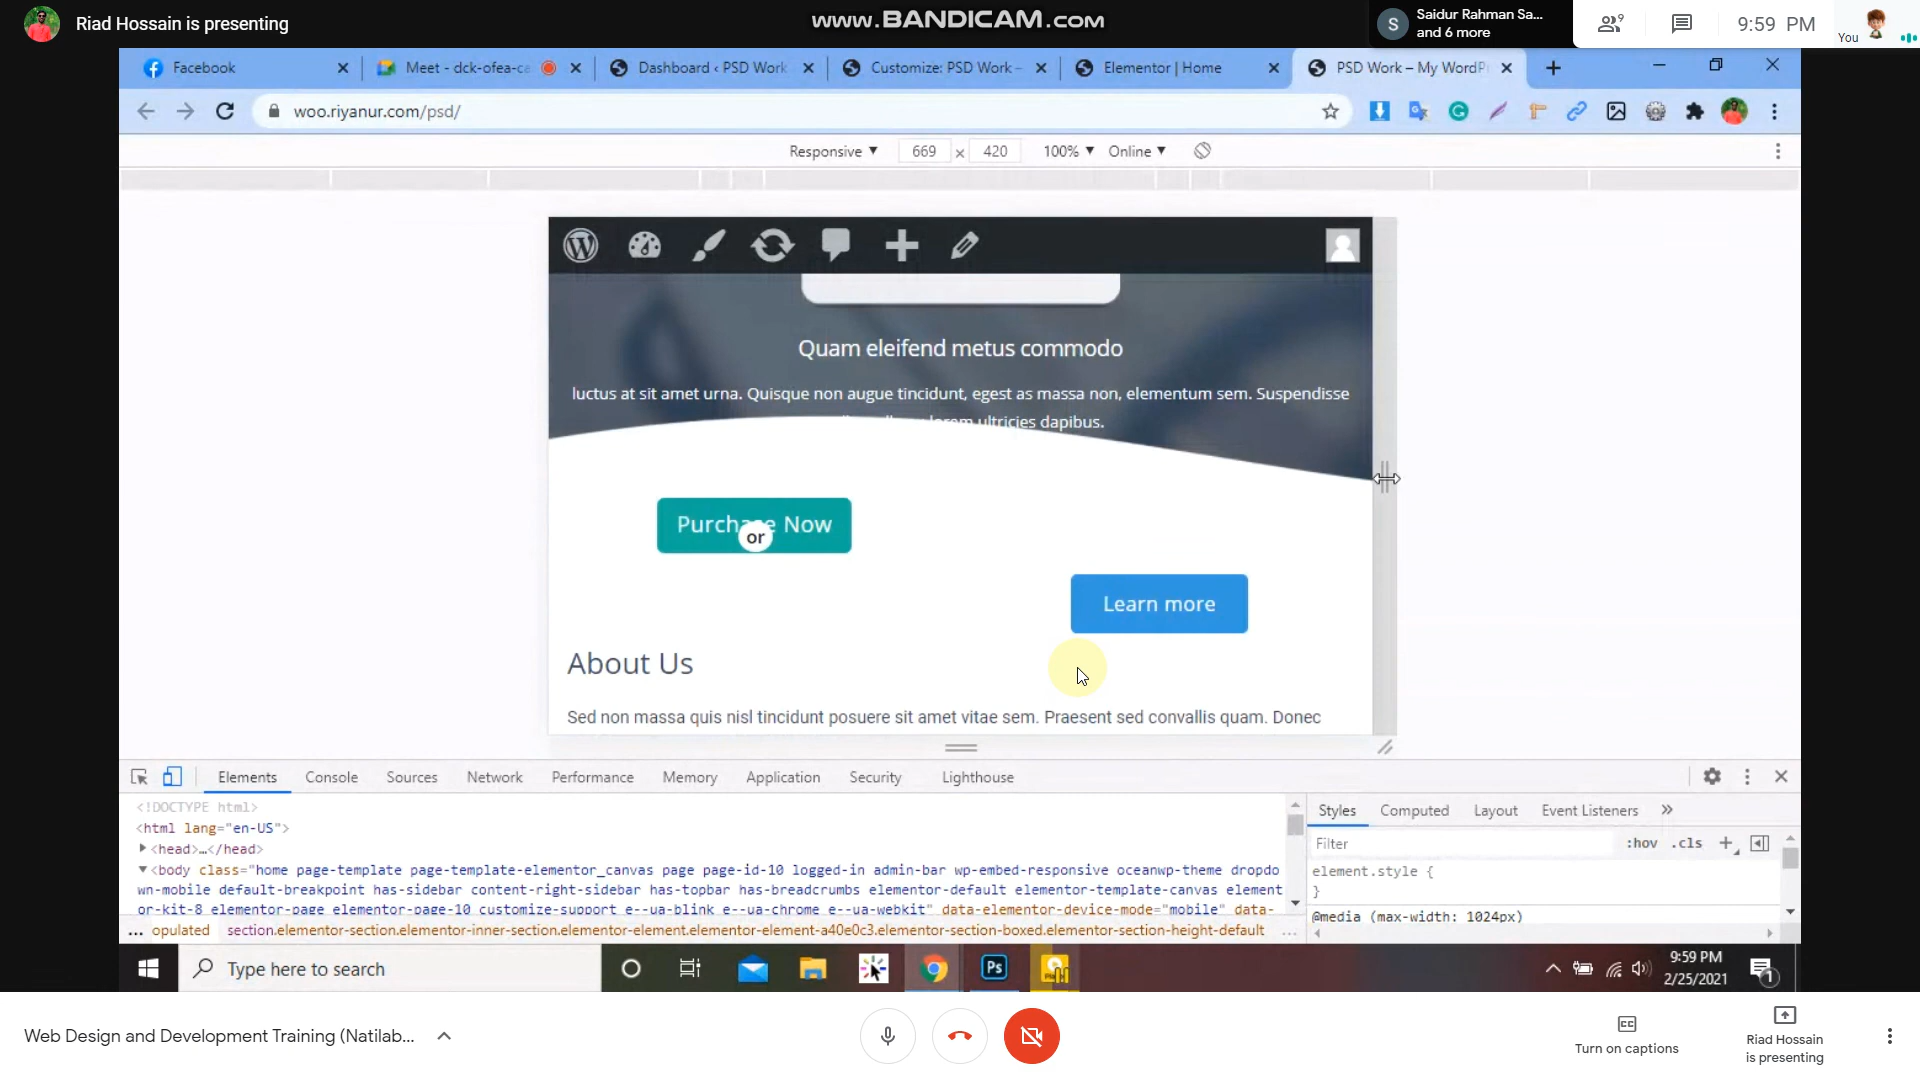 Riad Hossain is presenting
www.BANDICAM.com
S
Saidur Rahman Sa...
and 6 more
9
9:59 PM
You
Facebook
Meet - dck-ofea-ca
Dashboard ‹ PSD Work
Customize: PSD Work –
Elementor | Home
PSD Work – My WordPr
woo.riyanur.com/psd/
Responsive
669 x 420
100%
Online
Quam eleifend metus commodo
luctus at sit amet urna. Quisque non augue tincidunt, egest as massa non, elementum sem. Suspendisse
ultricies dapibus.
Purchase Now
or
Learn more
About Us
Sed non massa quis nisl tincidunt posuere sit amet vitae sem. Praesent sed convallis quam. Donec
Elements Console Sources Network Performance Memory Application Security Lighthouse
<!DOCTYPE html>
<html lang="en-US">
<head>…</head>
<body class="home page-template page-template-elementor_canvas page page-id-10 logged-in admin-bar wp-embed-responsive oceanwp-theme dropdo
wn-mobile default-breakpoint has-sidebar content-right-sidebar has-topbar has-breadcrumbs elementor-default elementor-template-canvas element
or-kit-8 elementor-page elementor-page-10 customize-support e--ua-blink e--ua-chrome e--ua-webkit" data-elementor-device-mode="mobile" data-
... opulated section.elementor-section.elementor-inner-section.elementor-element.elementor-element-a40e0c3.elementor-section-boxed.elementor-section-height-default ...
Styles Computed Layout Event Listeners »
Filter
:hov .cls +
element.style {
}
@media (max-width: 1024px)
Type here to search
Ps
9:59 PM
2/25/2021
1
Web Design and Development Training (Natilab...
Turn on captions
Riad Hossain
is presenting